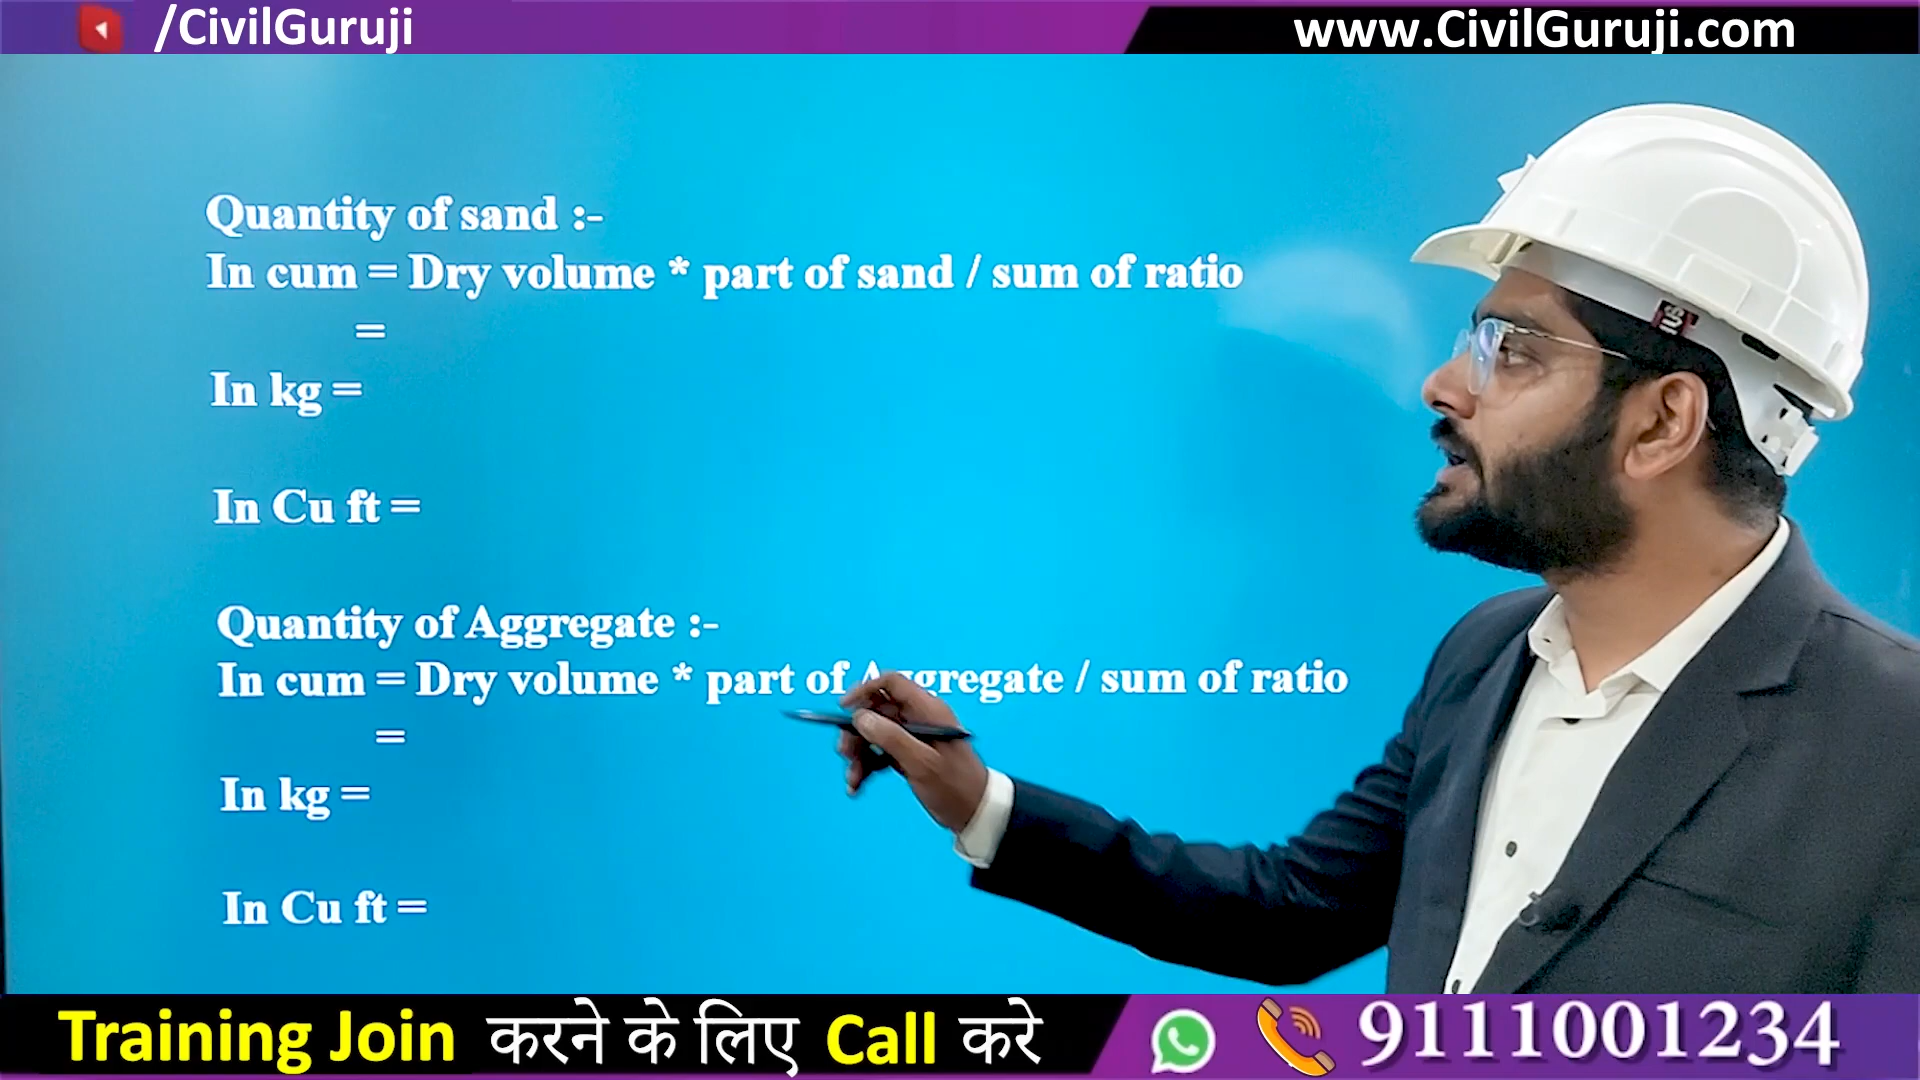 /CivilGuruji
www.CivilGuruji.com
Quantity of sand :-
In cum = Dry volume * part of sand / sum of ratio
=
In kg =
In Cu ft =
Quantity of Aggregate :-
In cum = Dry volume * part of Aggregate / sum of ratio
=
In kg =
In Cu ft =
Training Join करने के लिए Call करे
9111001234